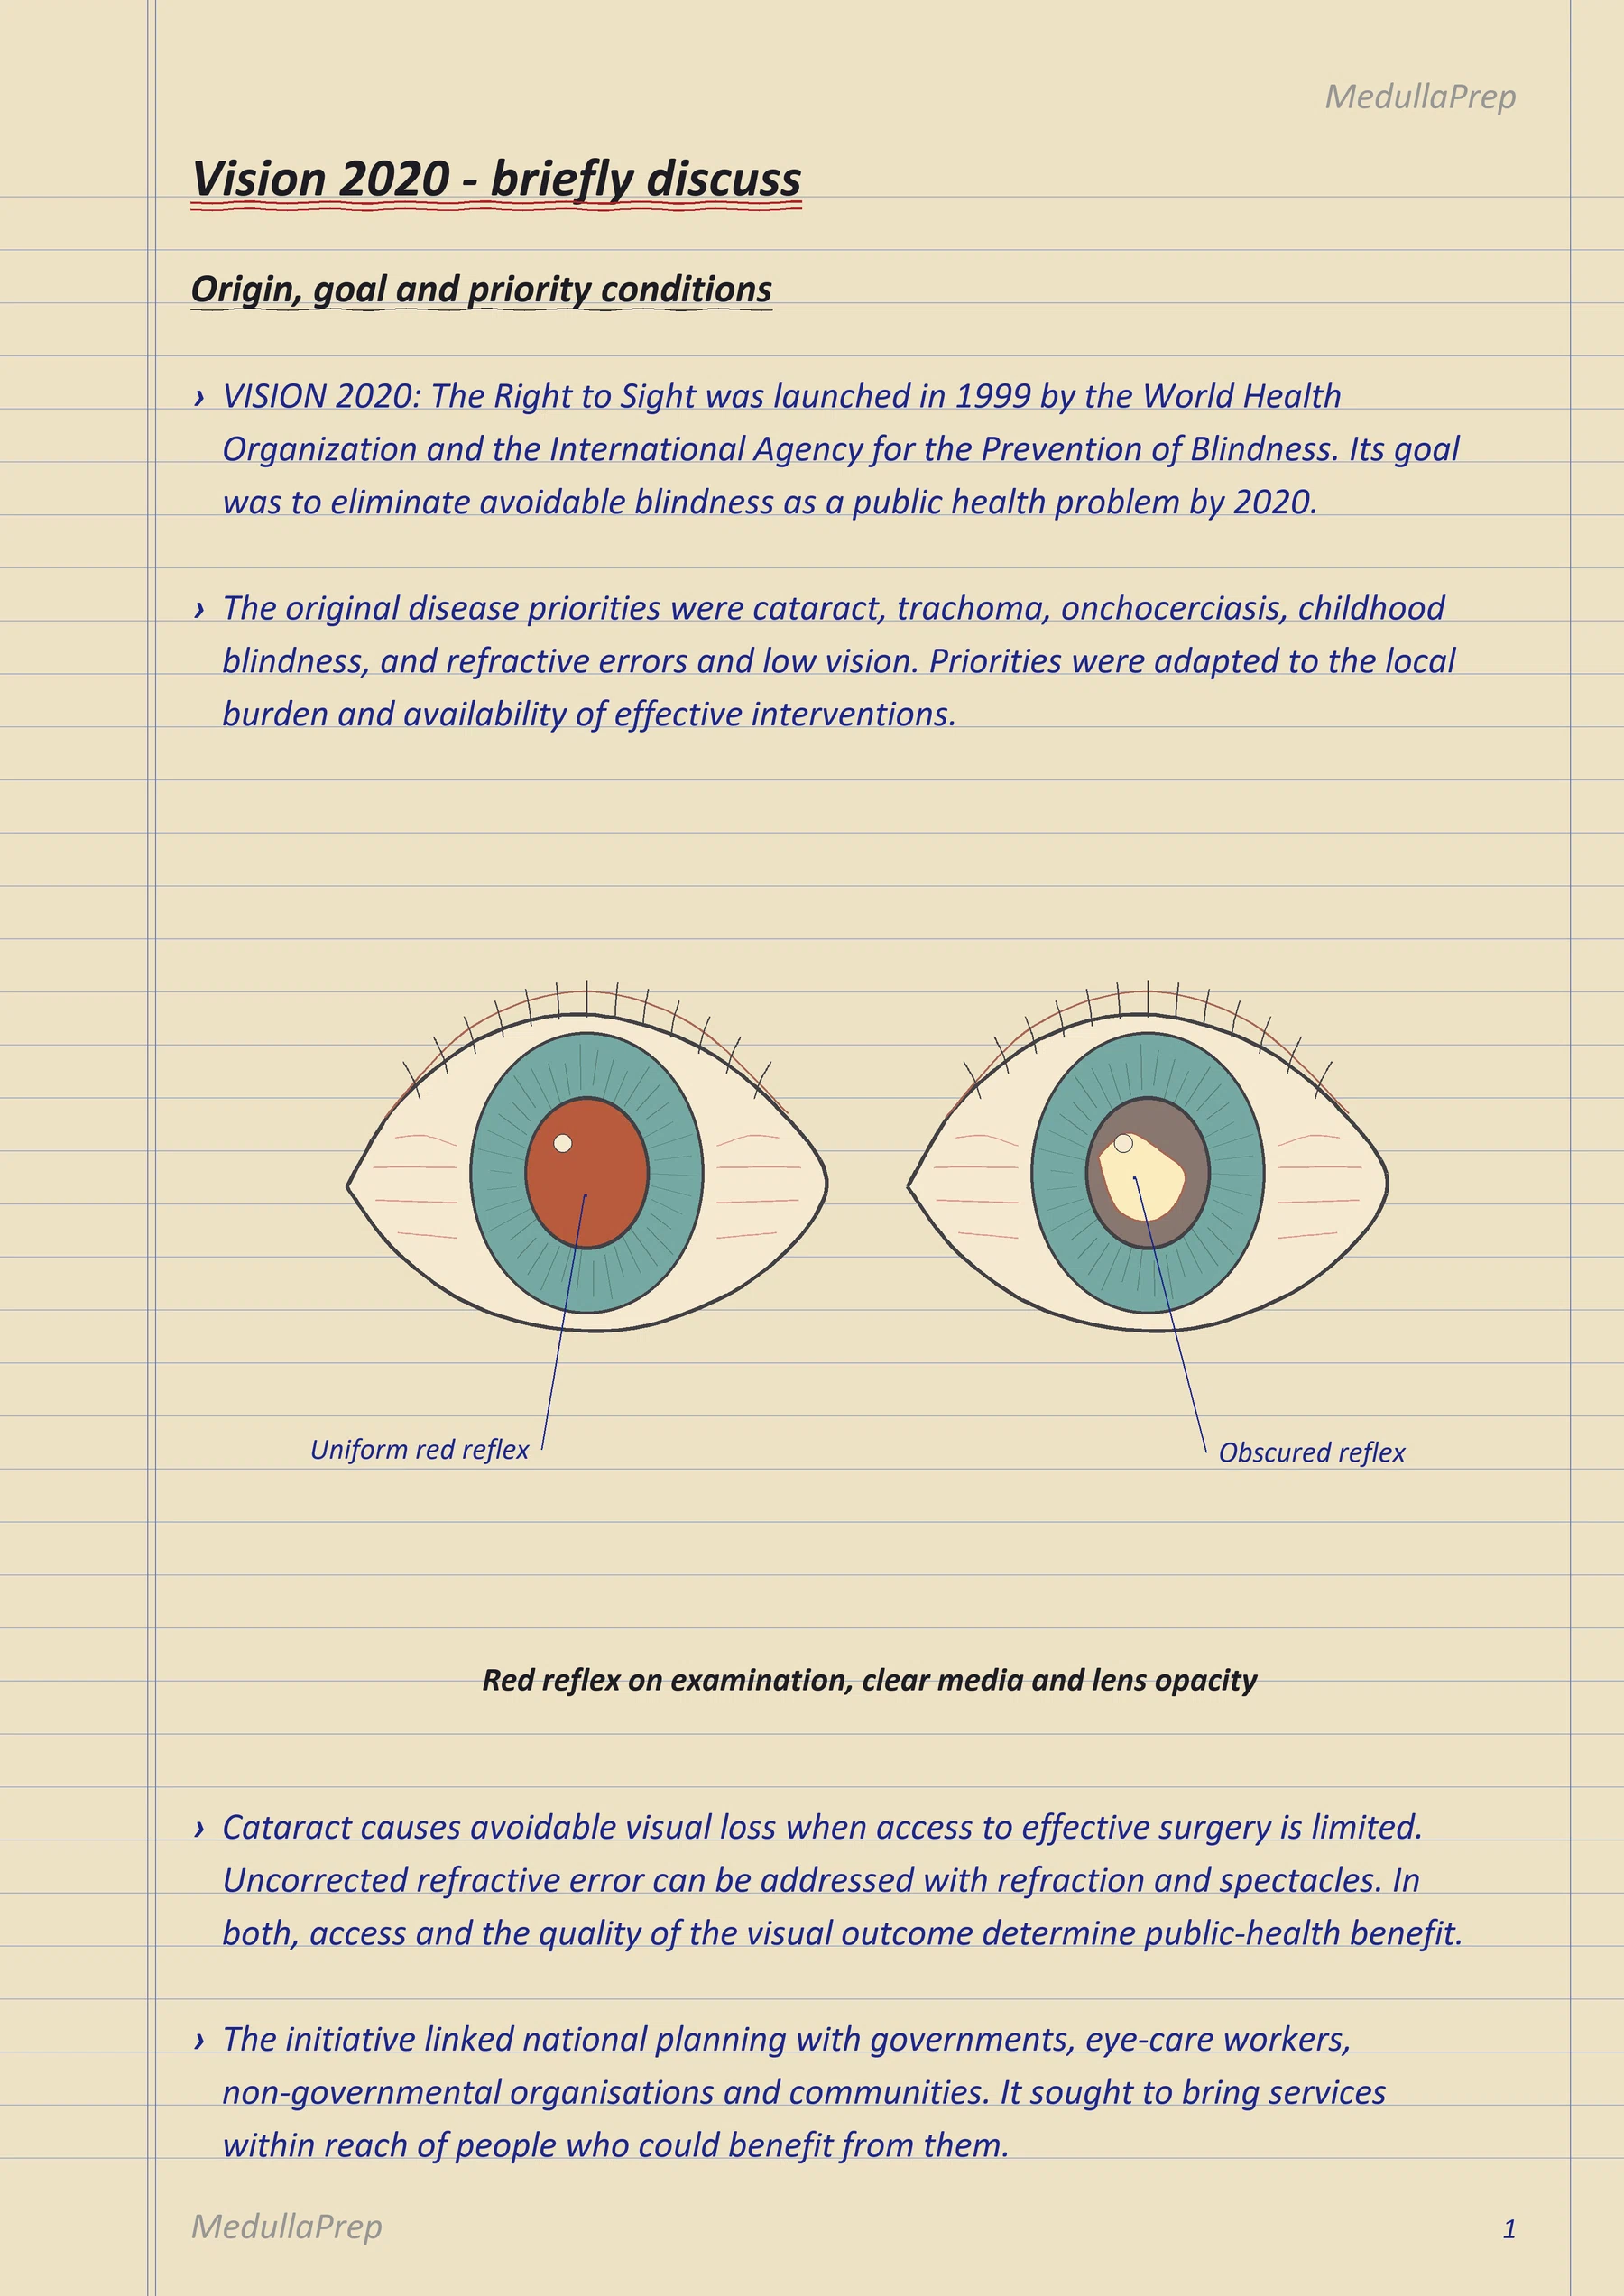 MedullaPrep
Vision 2020 - briefly discuss
Origin, goal and priority conditions
› VISION 2020: The Right to Sight was launched in 1999 by the World Health
Organization and the International Agency for the Prevention of Blindness. Its goal
was to eliminate avoidable blindness as a public health problem by 2020.
› The original disease priorities were cataract, trachoma, onchocerciasis, childhood
blindness, and refractive errors and low vision. Priorities were adapted to the local
burden and availability of effective interventions.
Uniform red reflex
Obscured reflex
Red reflex on examination, clear media and lens opacity
› Cataract causes avoidable visual loss when access to effective surgery is limited.
Uncorrected refractive error can be addressed with refraction and spectacles. In
both, access and the quality of the visual outcome determine public-health benefit.
› The initiative linked national planning with governments, eye-care workers,
non-governmental organisations and communities. It sought to bring services
within reach of people who could benefit from them.
MedullaPrep
1